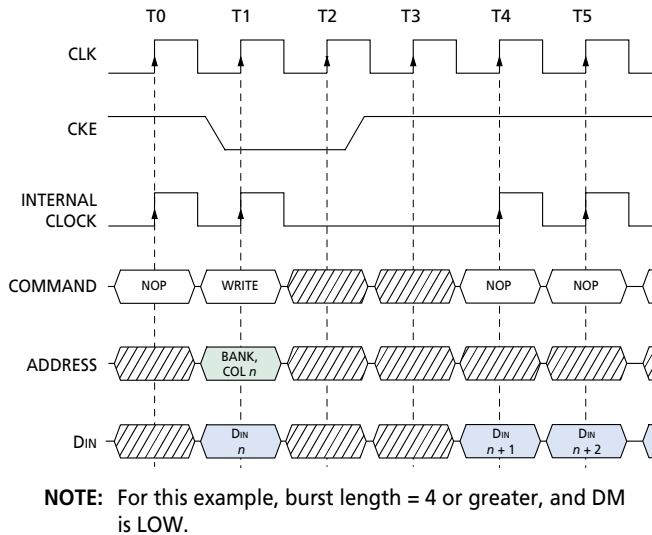 T0 T1 T2 T3 T4 T5
CLK
CKE
INTERNAL
CLOCK
COMMAND NOP WRITE NOP NOP
ADDRESS BANK,
COL n
DIN DIN
n DIN
n + 1 DIN
n + 2
NOTE: For this example, burst length = 4 or greater, and DM
is LOW.